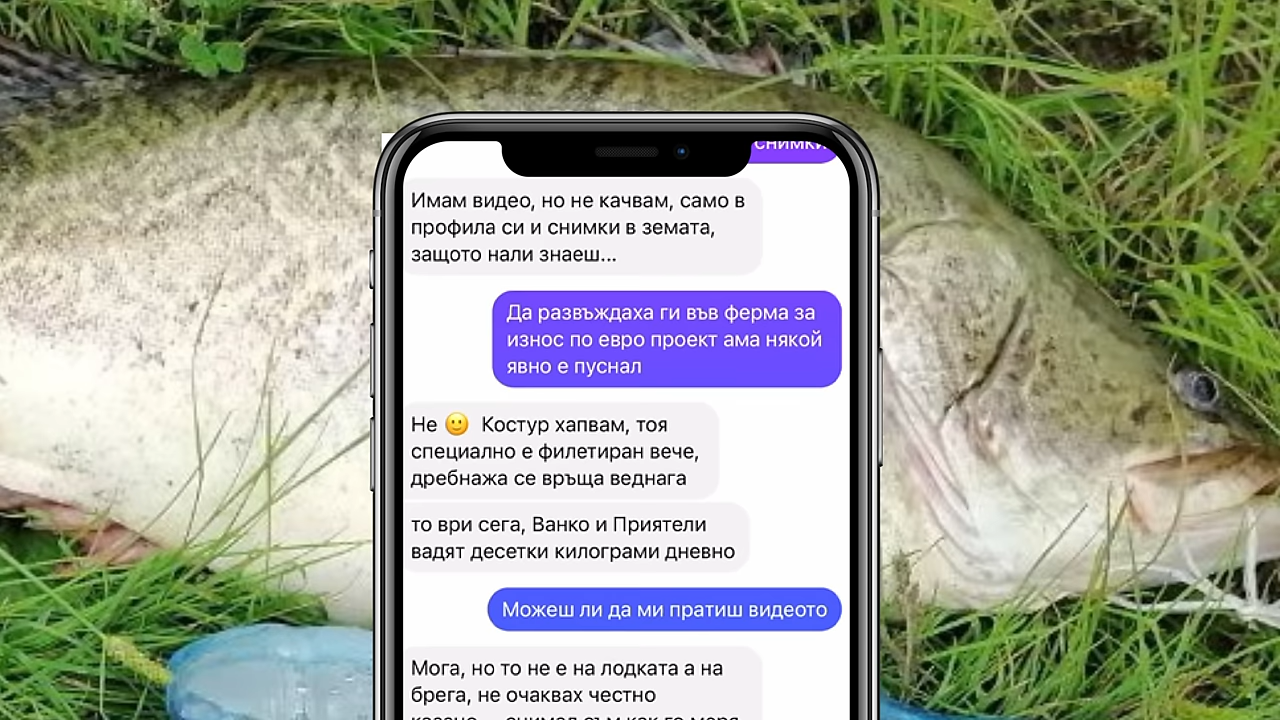 снимки
Имам видео, но не качвам, само в
профила си и снимки в земата,
защото нали знаеш...
Да развъждаха ги във ферма за
износ по евро проект ама някой
явно е пуснал
Не 🙂 Костур хапвам, тоя
специално е филетиран вече,
дребнажа се връща веднага
то ври сега, Ванко и Приятели
вадят десетки килограми дневно
Можеш ли да ми пратиш видеото
Мога, но то не е на лодката а на
брега, не очаквах честно